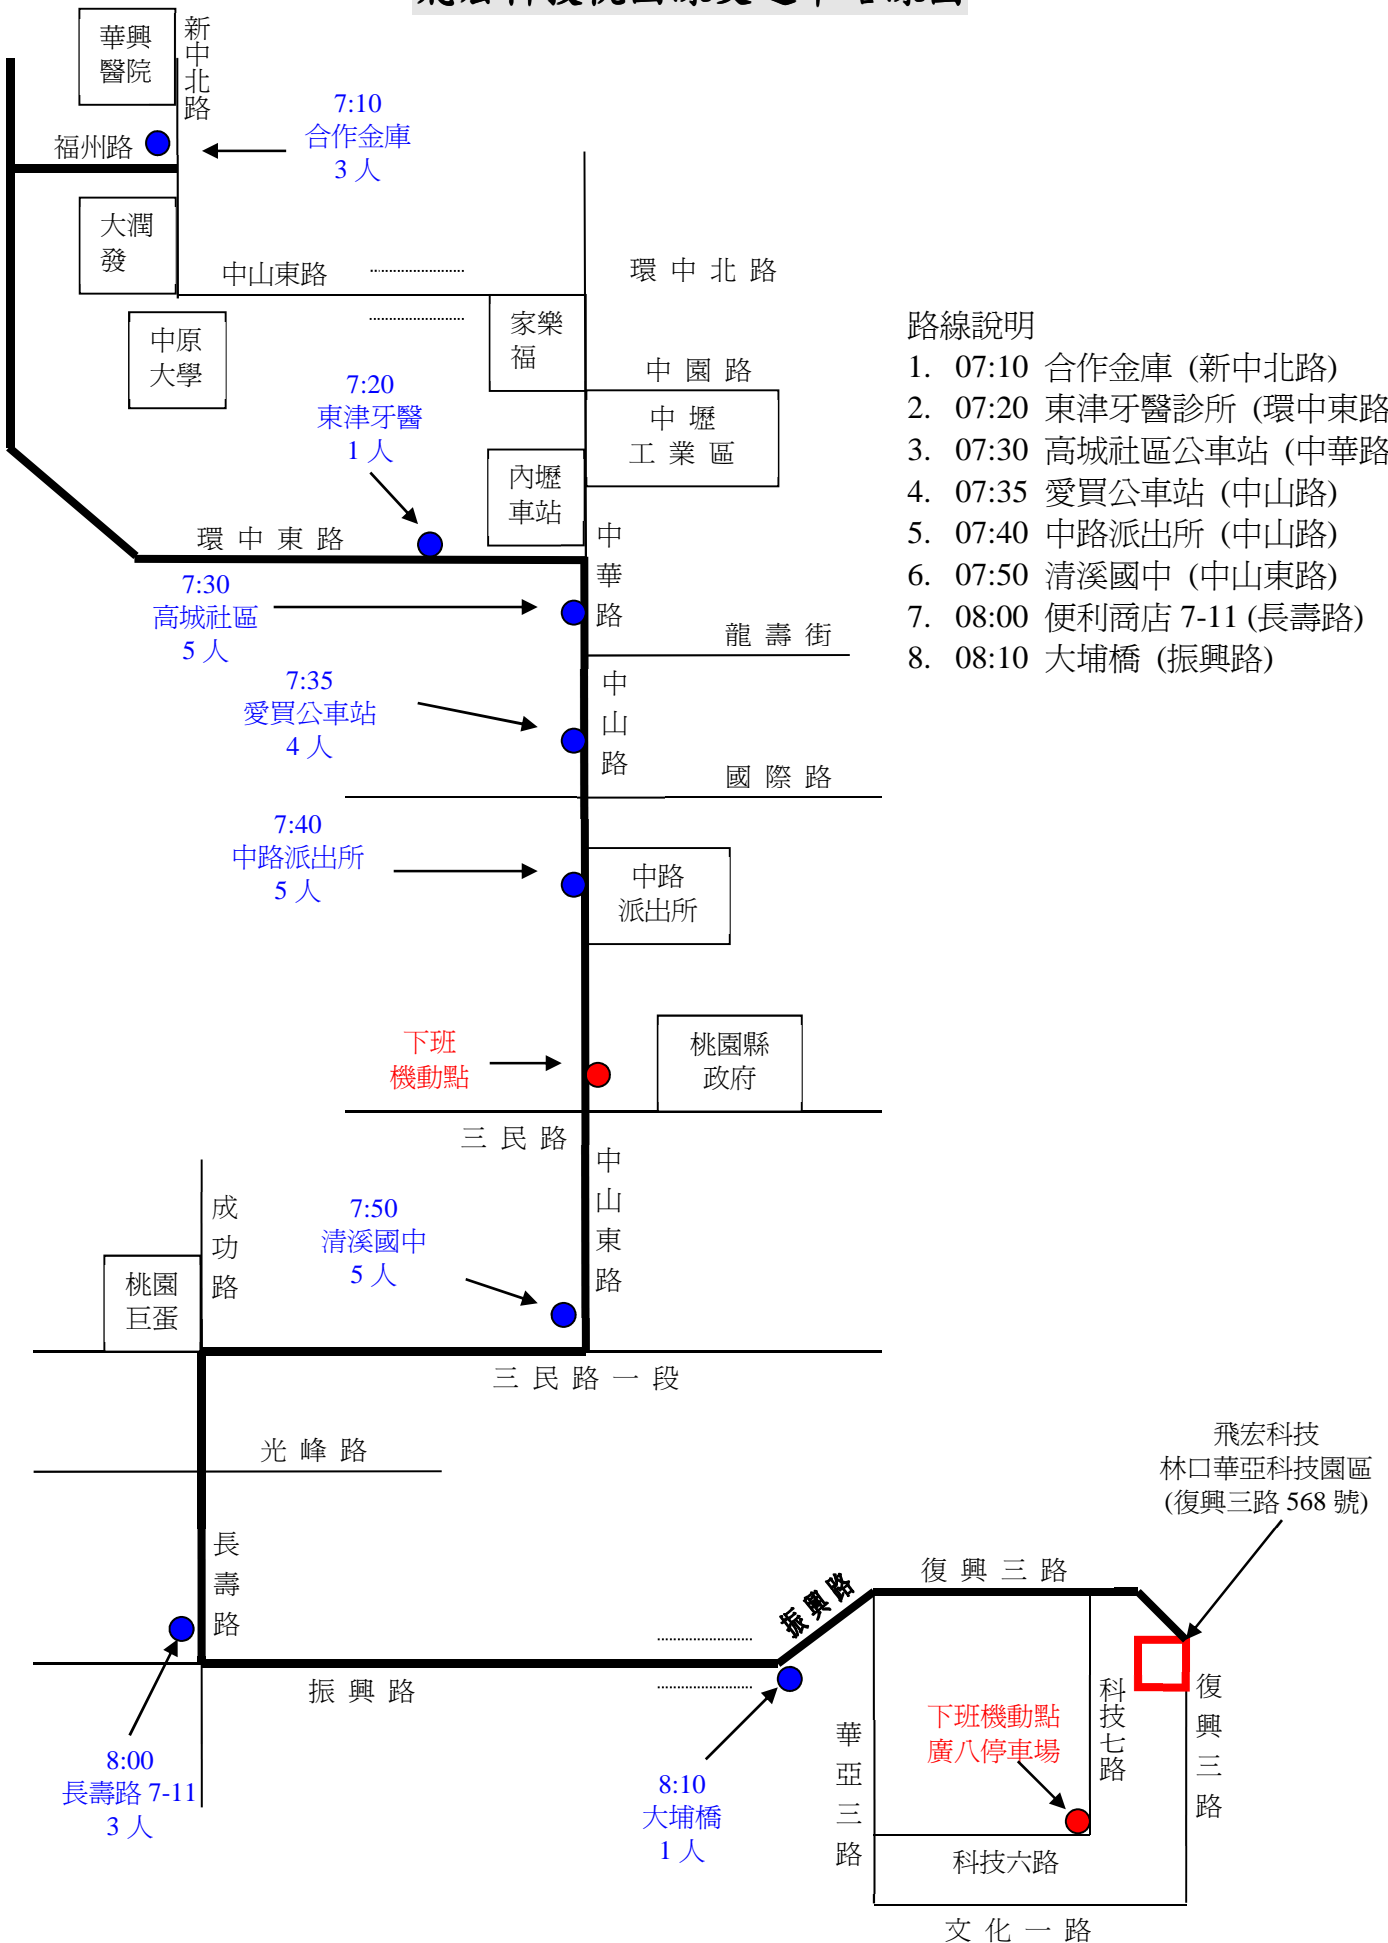 華興
醫院
新中北路
7:10
合作金庫
3 人
福州路
大潤
發
中山東路
環 中 北 路
家樂
福
中原
大學
中 園 路
7:20
東津牙醫
1 人
中 壢
工 業 區
內壢
車站
環 中 東 路
中華路
路線說明
1. 07:10 合作金庫 (新中北路)
2. 07:20 東津牙醫診所 (環中東路
3. 07:30 高城社區公車站 (中華路
4. 07:35 愛買公車站 (中山路)
5. 07:40 中路派出所 (中山路)
6. 07:50 清溪國中 (中山東路)
7. 08:00 便利商店 7-11 (長壽路)
8. 08:10 大埔橋 (振興路)
7:30
高城社區
5 人
龍 壽 街
7:35
愛買公車站
4 人
中山路
國 際 路
7:40
中路派出所
5 人
中路
派出所
下班
機動點
桃園縣
政府
三 民 路
中山東路
成功路
7:50
清溪國中
5 人
桃園
巨蛋
三 民 路 一 段
光 峰 路
飛宏科技
林口華亞科技園區
(復興三路 568 號)
長壽路
振興路
復 興 三 路
振 興 路
科技七路
復興三路
下班機動點
廣八停車場
華亞三路
8:00
長壽路 7-11
3 人
8:10
大埔橋
1 人
科技六路
文 化 一 路